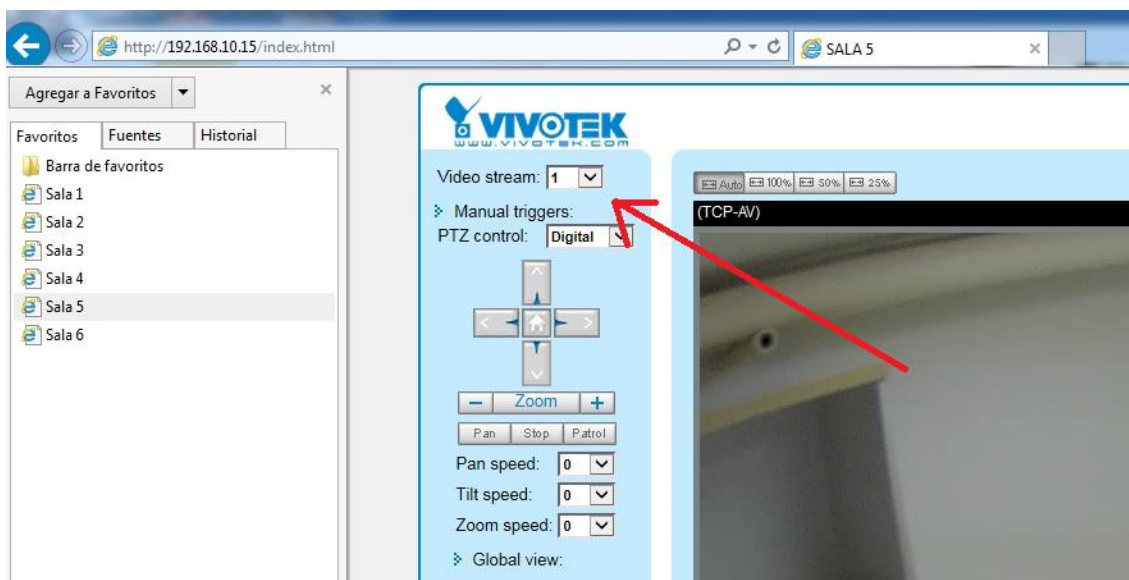 http://192.168.10.15/index.html
SALA 5
Agregar a Favoritos
Favoritos Fuentes Historial
Barra de favoritos
Sala 1
Sala 2
Sala 3
Sala 4
Sala 5
Sala 6
VIVOTEK
WWW.VIVOTEK.COM
Video stream: 1
Manual triggers:
PTZ control: Digital
Zoom
Pan Stop Patrol
Pan speed: 0
Tilt speed: 0
Zoom speed: 0
Global view:
Auto 100% 50% 25%
(TCP-AV)